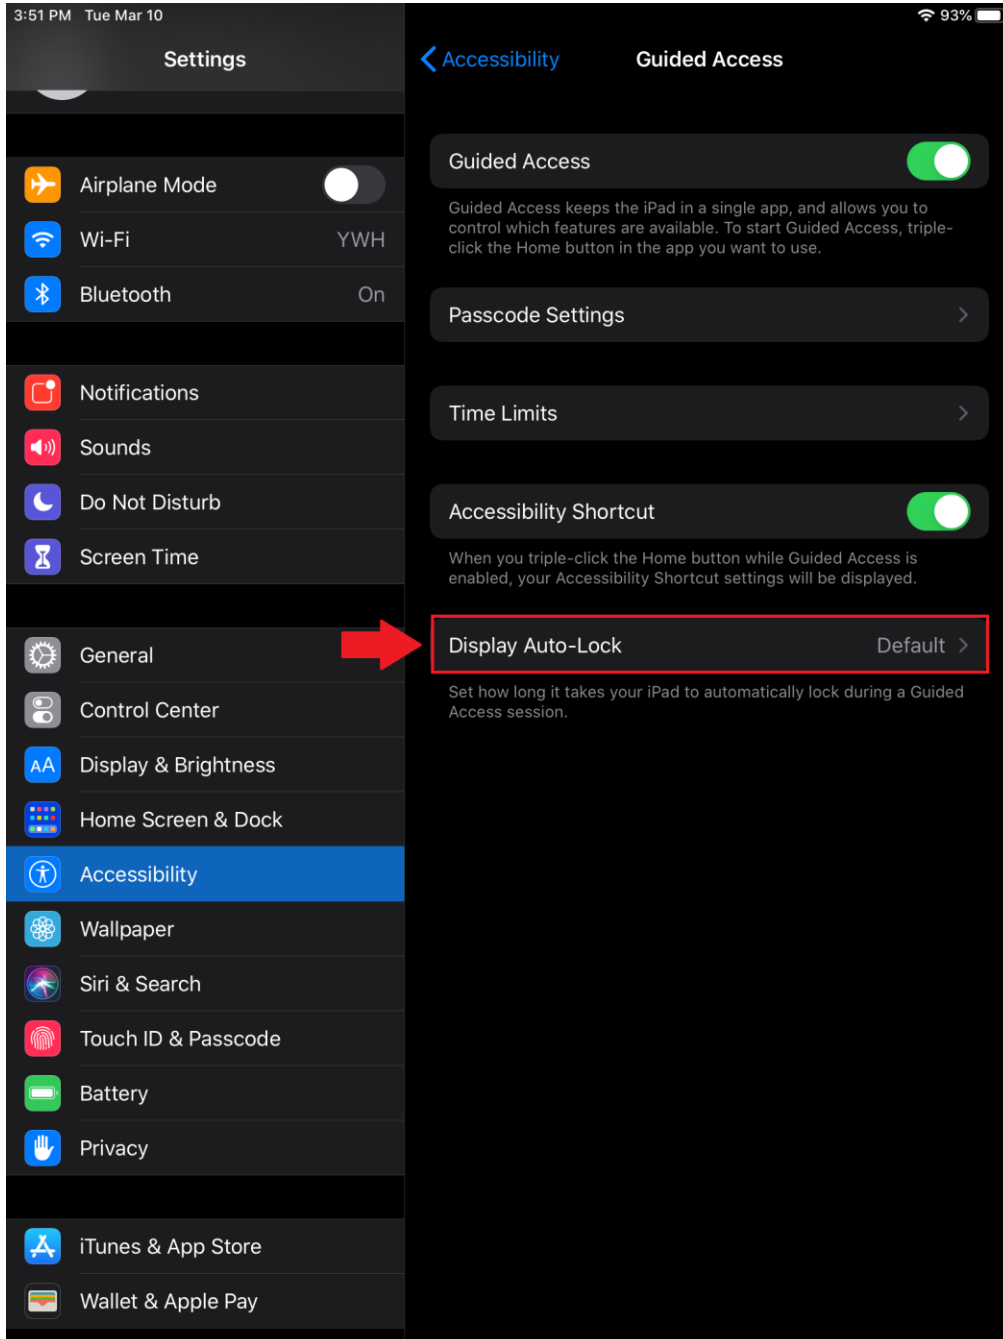 3:51 PM Tue Mar 10
93%
Settings
Airplane Mode
Wi-Fi YWH
Bluetooth On
Notifications
Sounds
Do Not Disturb
Screen Time
General
Control Center
AA Display & Brightness
Home Screen & Dock
Accessibility
Wallpaper
Siri & Search
Touch ID & Passcode
Battery
Privacy
iTunes & App Store
Wallet & Apple Pay
Accessibility Guided Access
Guided Access
Guided Access keeps the iPad in a single app, and allows you to
control which features are available. To start Guided Access, triple-
click the Home button in the app you want to use.
Passcode Settings
Time Limits
Accessibility Shortcut
When you triple-click the Home button while Guided Access is
enabled, your Accessibility Shortcut settings will be displayed.
Display Auto-Lock Default
Set how long it takes your iPad to automatically lock during a Guided
Access session.